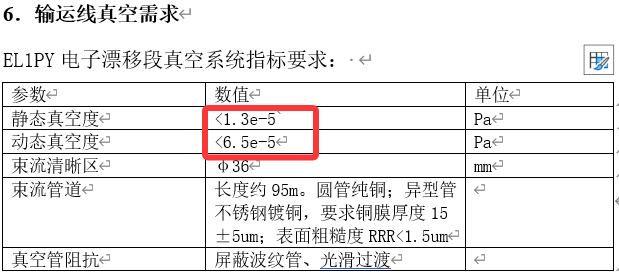 6．输运线真空需求
EL1PY 电子漂移段真空系统指标要求：
参数 数值 单位
静态真空度 <1.3e-5 Pa
动态真空度 <6.5e-5 Pa
束流清晰区 φ36 mm
束流管道 长度约 95m。圆管纯铜；异型管
不锈钢镀铜，要求铜膜厚度 15
±5um；表面粗糙度 RRR<1.5um
真空管阻抗 屏蔽波纹管、光滑过渡